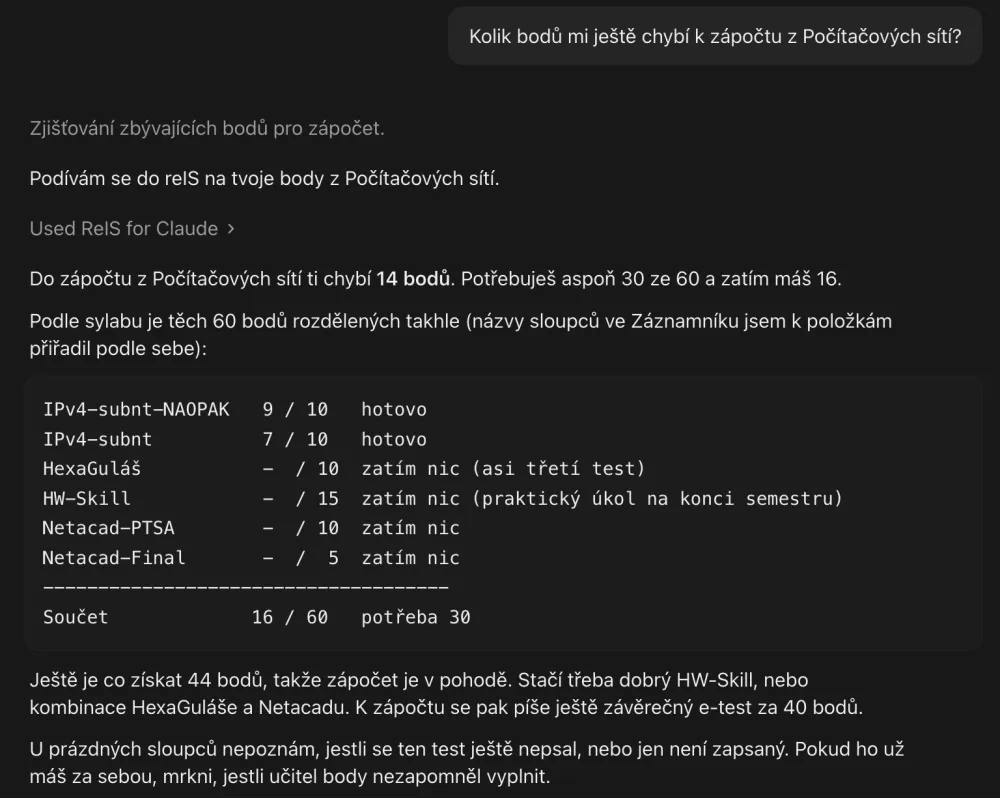 Kolik bodů mi ještě chybí k zápočtu z Počítačových sítí?
Zjišťování zbývajících bodů pro zápočet.
Podívám se do reIS na tvoje body z Počítačových sítí.
Used ReIS for Claude >
Do zápočtu z Počítačových sítí ti chybí 14 bodů. Potřebuješ aspoň 30 ze 60 a zatím máš 16.
Podle sylabu je těch 60 bodů rozdělených takhle (názvy sloupců ve Záznamníku jsem k položkám
přiřadil podle sebe):
IPv4-subnt-NAOPAK 9 / 10 hotovo
IPv4-subnt 7 / 10 hotovo
HexaGuláš - / 10 zatím nic (asi třetí test)
HW-Skill - / 15 zatím nic (praktický úkol na konci semestru)
Netacad-PTSA - / 10 zatím nic
Netacad-Final - / 5 zatím nic
-------------------------------------
Součet 16 / 60 potřeba 30
Ještě je co získat 44 bodů, takže zápočet je v pohodě. Stačí třeba dobrý HW-Skill, nebo
kombinace HexaGuláše a Netacadu. K zápočtu se pak píše ještě závěrečný e-test za 40 bodů.
U prázdných sloupců nepoznám, jestli se ten test ještě nepsal, nebo jen není zapsaný. Pokud ho už
máš za sebou, mrkni, jestli učitel body nezapomněl vyplnit.